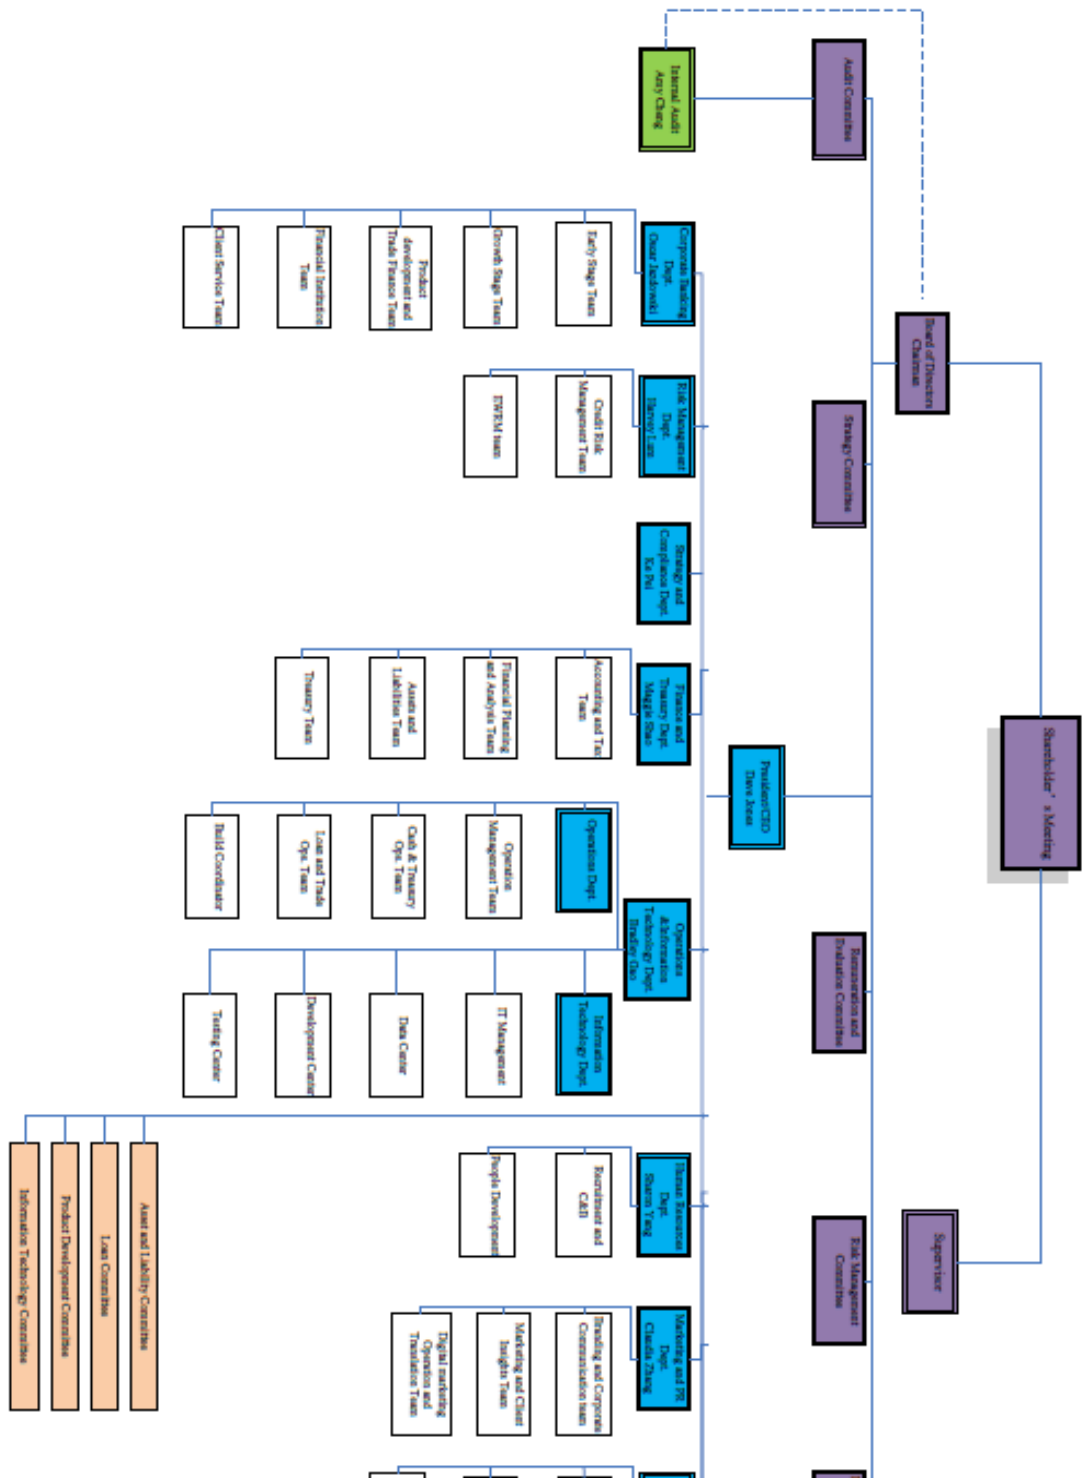 Shareholder' s Meeting
Board of Directors
Chairman
Supervisor
Audit Committee
Strategy Committee
Remuneration and
Evaluation Committee
Risk Management
Committee
Internal Audit
Amy Cheng
President/CEO
Dave Jones
Corporate Banking
Dept.
Oscar Jazdowski
Early Stage Team
Growth Stage Team
Product
development and
Trade Finance Team
Financial Institution
Team
Client Service Team
Risk Management
Dept.
Harvey Lum
Credit Risk
Management Team
EWRM team
Strategy and
Compliance Dept.
Ke Pei
Finance and
Treasury Dept.
Maggie Shao
Accounting and Tax
Team
Financial Planning
and Analysis Team
Assets and
Liabilities Team
Treasury Team
Operations
&Information
Technology Dept.
Bradley Gao
Operations Dept.
Operation
Management Team
Cash & Treasury
Ops. Team
Loan and Trade
Ops. Team
Build Coordinator
Information
Technology Dept.
IT Management
Data Center
Development Center
Testing Center
Asset and Liability Committee
Loan Committee
Product Development Committee
Information Technology Committee
Human Resources
Dept.
Sharon Yang
Recruitment and
C&B
People Development
Marketing and PR
Dept.
Claudia Zhang
Branding and Corporate
Communication team
Marketing and Client
Insights Team
Digital marketing
Operation and
Translation Team